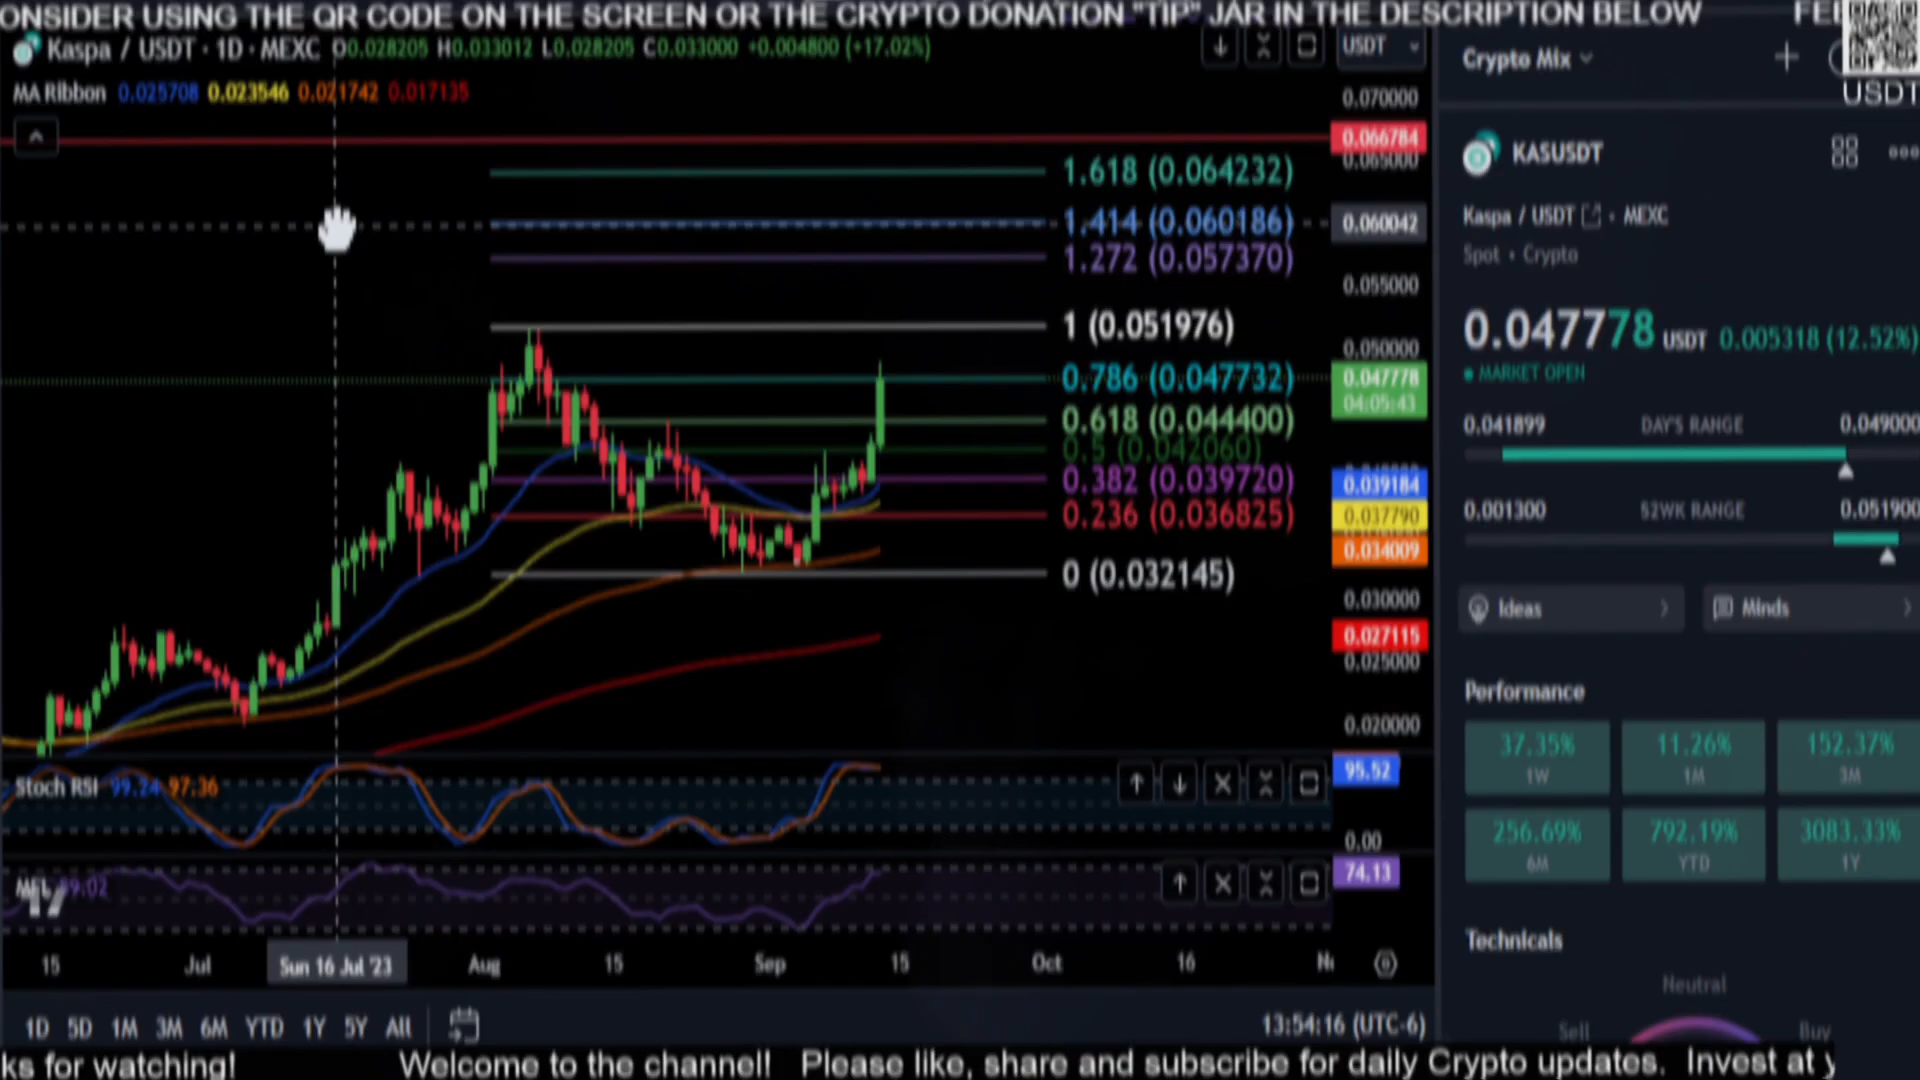 ONSIDER USING THE QR CODE ON THE SCREEN OR THE CRYPTO DONATION "TIP" JAR IN THE DESCRIPTION BELOW
Kaspa / USDT · 1D · MEXC O0.028205 H0.033012 L0.028205 C0.033000 +0.004800 (+17.02%)
USDT
MA Ribbon 0.025708 0.023546 0.021742 0.017135
0.070000
0.066784
0.065000
1.618 (0.064232)
1.414 (0.060186)
0.060042
1.272 (0.057370)
0.055000
1 (0.051976)
0.050000
0.786 (0.047732)
0.047778
04:05:43
0.618 (0.044400)
0.5 (0.042060)
0.382 (0.039720)
0.039184
0.236 (0.036825)
0.037790
0.034009
0 (0.032145)
0.030000
0.027115
0.025000
0.020000
Stoch RSI 99.24 97.36
95.52
0.00
74.13
15 Jul Sun 16 Jul '23 Aug 15 Sep 15 Oct 16
1D 5D 1M 3M 6M YTD 1Y 5Y All
13:54:16 (UTC-6)
Crypto Mix
USDT
KASUSDT
Kaspa / USDT · MEXC
Spot · Crypto
0.047778 USDT 0.005318 (12.52%)
MARKET OPEN
0.041899 DAY'S RANGE 0.049000
0.001300 52WK RANGE 0.051900
Ideas
Minds
Performance
37.35% 11.26% 152.37%
1W 1M 3M
256.69% 792.19% 3083.33%
6M YTD 1Y
Technicals
Neutral
Sell Buy
ks for watching! Welcome to the channel! Please like, share and subscribe for daily Crypto updates. Invest at